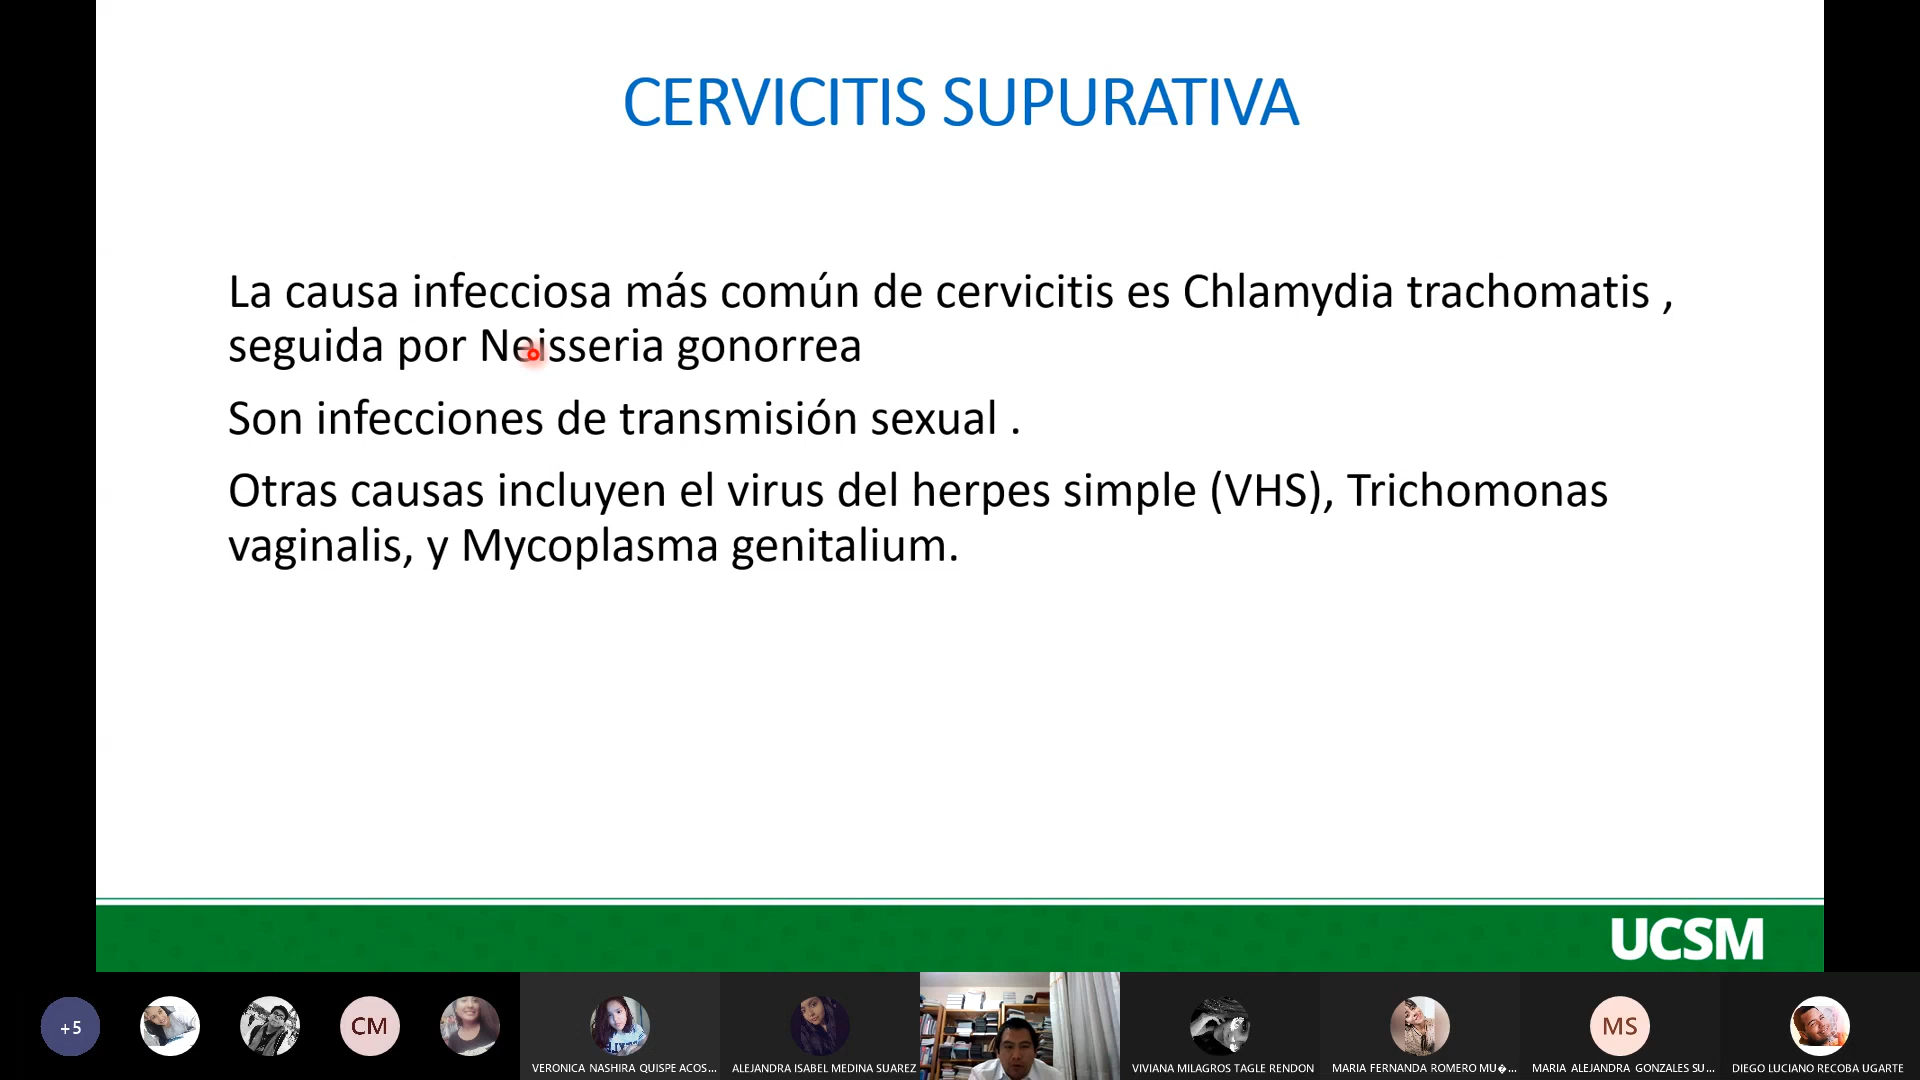 CERVICITIS SUPURATIVA
La causa infecciosa más común de cervicitis es Chlamydia trachomatis ,
seguida por Neisseria gonorrea
Son infecciones de transmisión sexual .
Otras causas incluyen el virus del herpes simple (VHS), Trichomonas
vaginalis, y Mycoplasma genitalium.
UCSM
+5
CM
MS
VERONICA NASHIRA QUISPE ACOS...
ALEJANDRA ISABEL MEDINA SUAREZ
VIVIANA MILAGROS TAGLE RENDON
MARIA FERNANDA ROMERO MU�...
MARIA ALEJANDRA GONZALES SU...
DIEGO LUCIANO RECOBA UGARTE